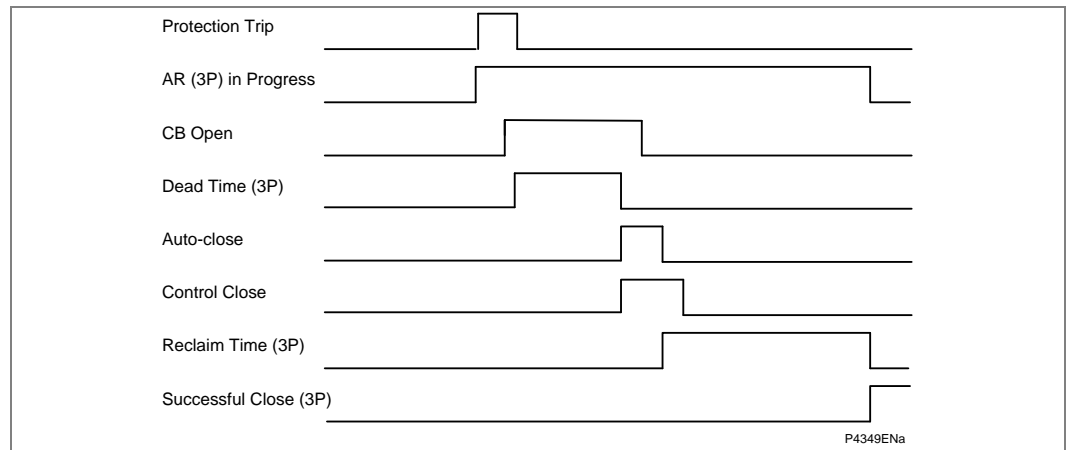 Protection Trip
AR (3P) in Progress
CB Open
Dead Time (3P)
Auto-close
Control Close
Reclaim Time (3P)
Successful Close (3P)
P4349ENa